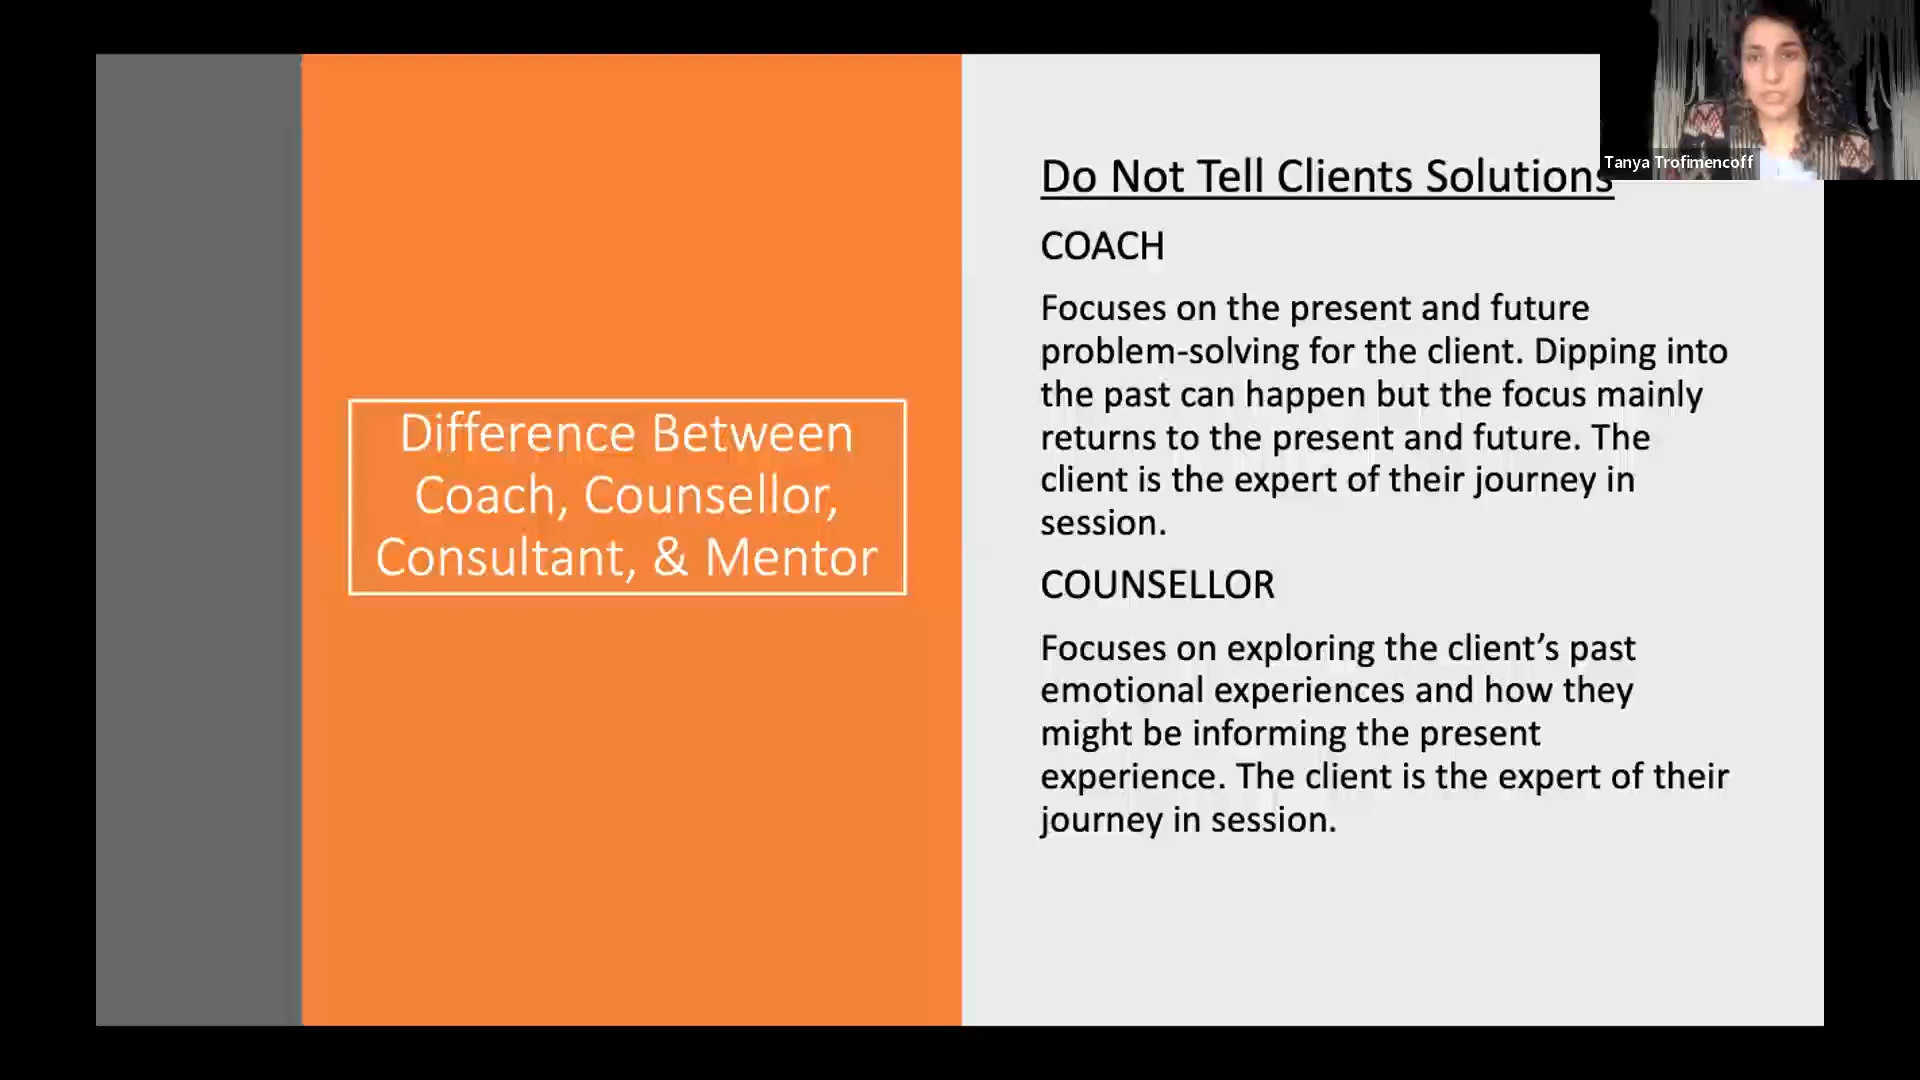 Difference Between
Coach, Counsellor,
Consultant, & Mentor
Do Not Tell Clients Solutions
COACH
Focuses on the present and future
problem-solving for the client. Dipping into
the past can happen but the focus mainly
returns to the present and future. The
client is the expert of their journey in
session.
COUNSELLOR
Focuses on exploring the client’s past
emotional experiences and how they
might be informing the present
experience. The client is the expert of their
journey in session.
Tanya Trofimencoff